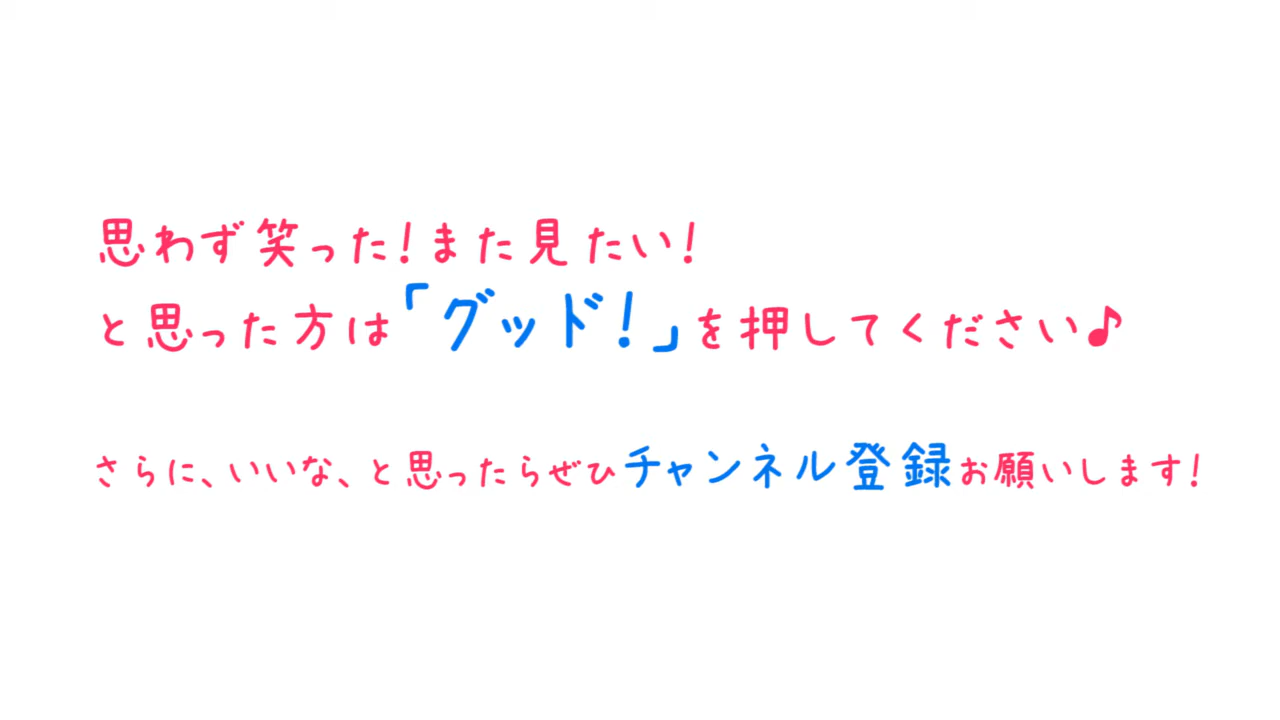 思わず笑った!また見たい!
と思った方は「グッド!」を押してください♪
さらに、いいな、と思ったらぜひチャンネル登録お願いします!